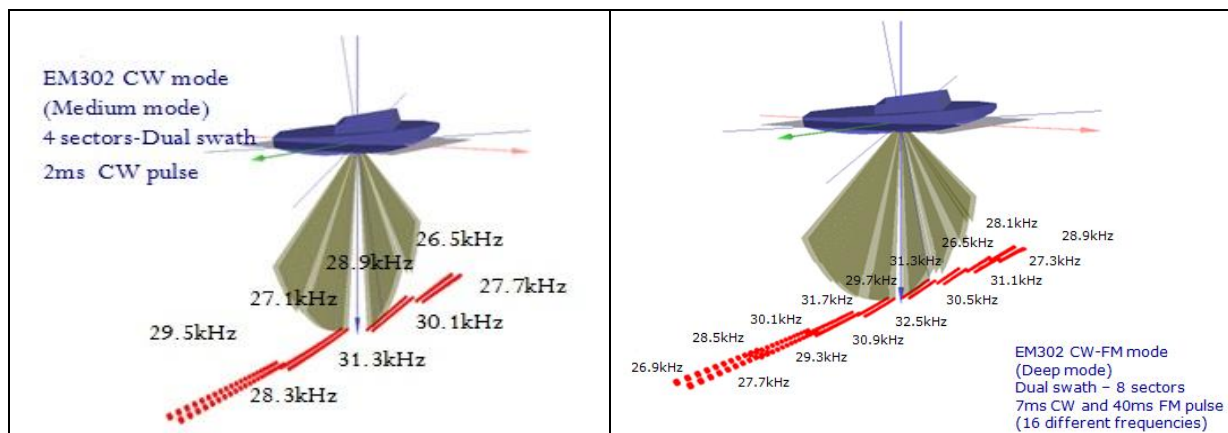 EM302 CW mode
(Medium mode)
4 sectors-Dual swath
2ms CW pulse
26.5kHz
28.9kHz
27.7kHz
27.1kHz
30.1kHz
29.5kHz
31.3kHz
28.3kHz
28.1kHz
28.9kHz
26.5kHz
31.3kHz
27.3kHz
29.7kHz
31.1kHz
31.7kHz
30.5kHz
30.1kHz
32.5kHz
28.5kHz
30.9kHz
29.3kHz
26.9kHz
27.7kHz
EM302 CW-FM mode
(Deep mode)
Dual swath – 8 sectors
7ms CW and 40ms FM pulse
(16 different frequencies)